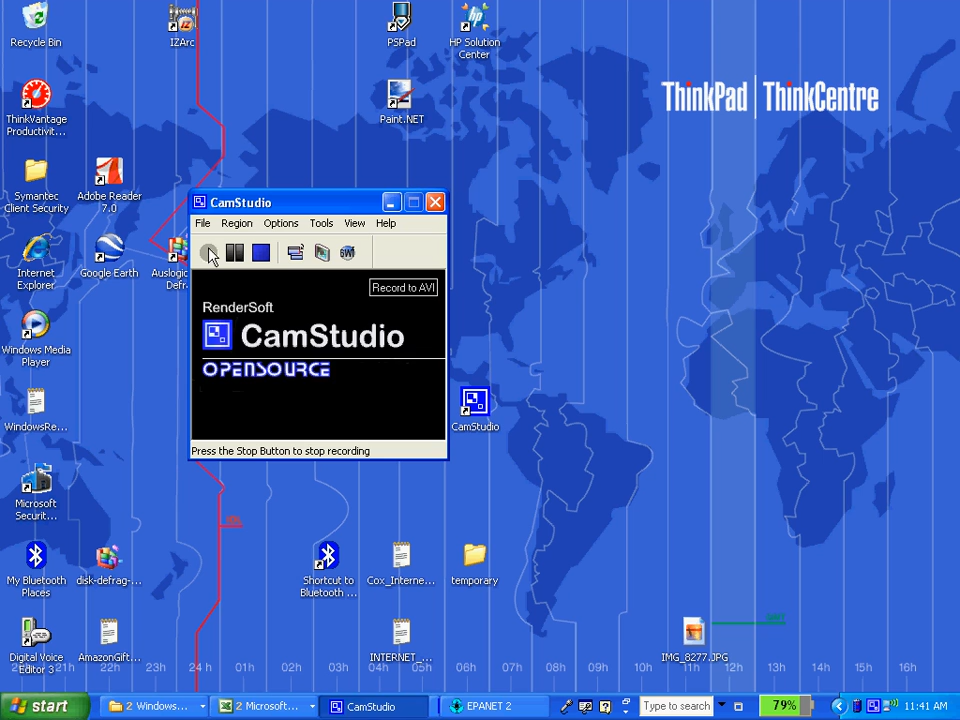 Recycle Bin
IZArc
PSPad
HP Solution
Center
ThinkPad ThinkCentre
ThinkVantage
Productivit...
Paint.NET
Symantec
Client Security
Adobe Reader
7.0
CamStudio
File Region Options Tools View Help
Internet
Explorer
Google Earth
Auslogic
Defr
Record to AVI
RenderSoft
CamStudio
OPENSOURCE
Windows Media
Player
WindowsRe...
CamStudio
Press the Stop Button to stop recording
Microsoft
Securit...
My Bluetooth
Places
disk-defrag-...
Shortcut to
Bluetooth ...
Cox_Interne...
temporary
Digital Voice
Editor 3
AmazonGift...
INTERNET_...
IMG_8277.JPG
21h 22h 23h 24 h 01h 02h 03h 04h 05h 06h 07h 08h 09h 10h 11h 12h 13h 14h 15h 16h
start
2 Windows...
2 Microsoft...
CamStudio
EPANET 2
Type to search
79%
11:41 AM